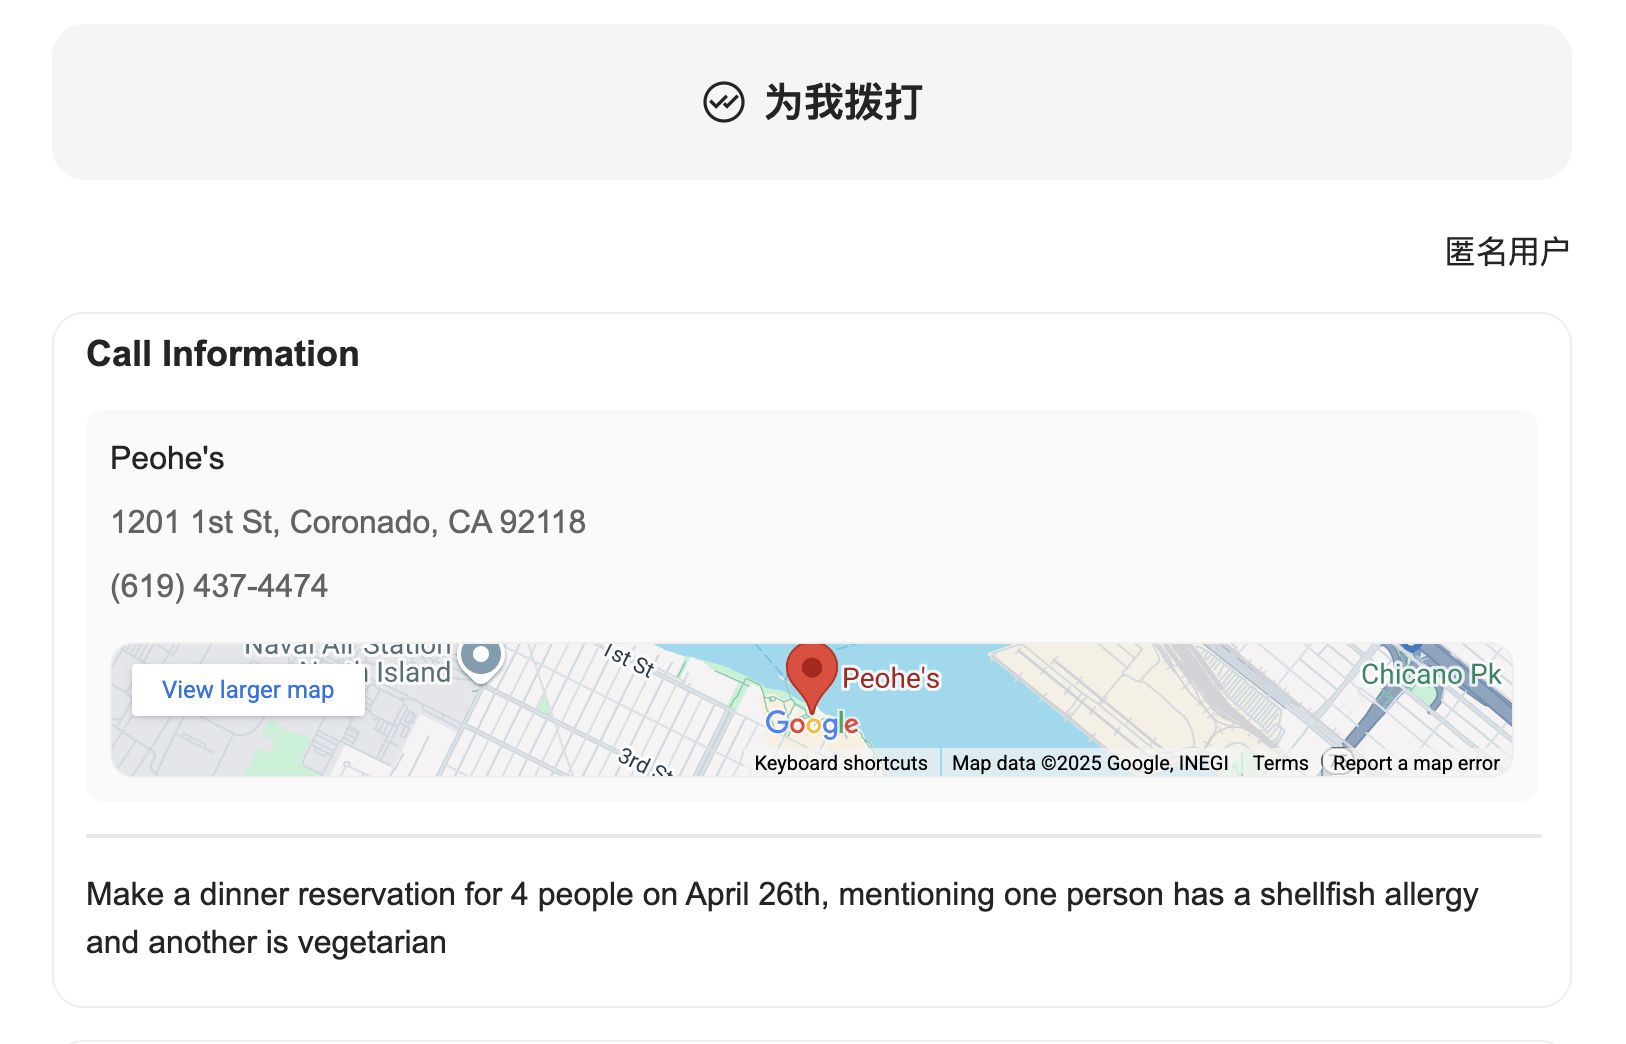 为我拨打
匿名用户
Call Information
Peohe's
1201 1st St, Coronado, CA 92118
(619) 437-4474
Naval Air Station
North Island
View larger map
1st St
Peohe's
Chicano Pk
Google
3rd St
Keyboard shortcuts
Map data ©2025 Google, INEGI
Terms
Report a map error
Make a dinner reservation for 4 people on April 26th, mentioning one person has a shellfish allergy
and another is vegetarian